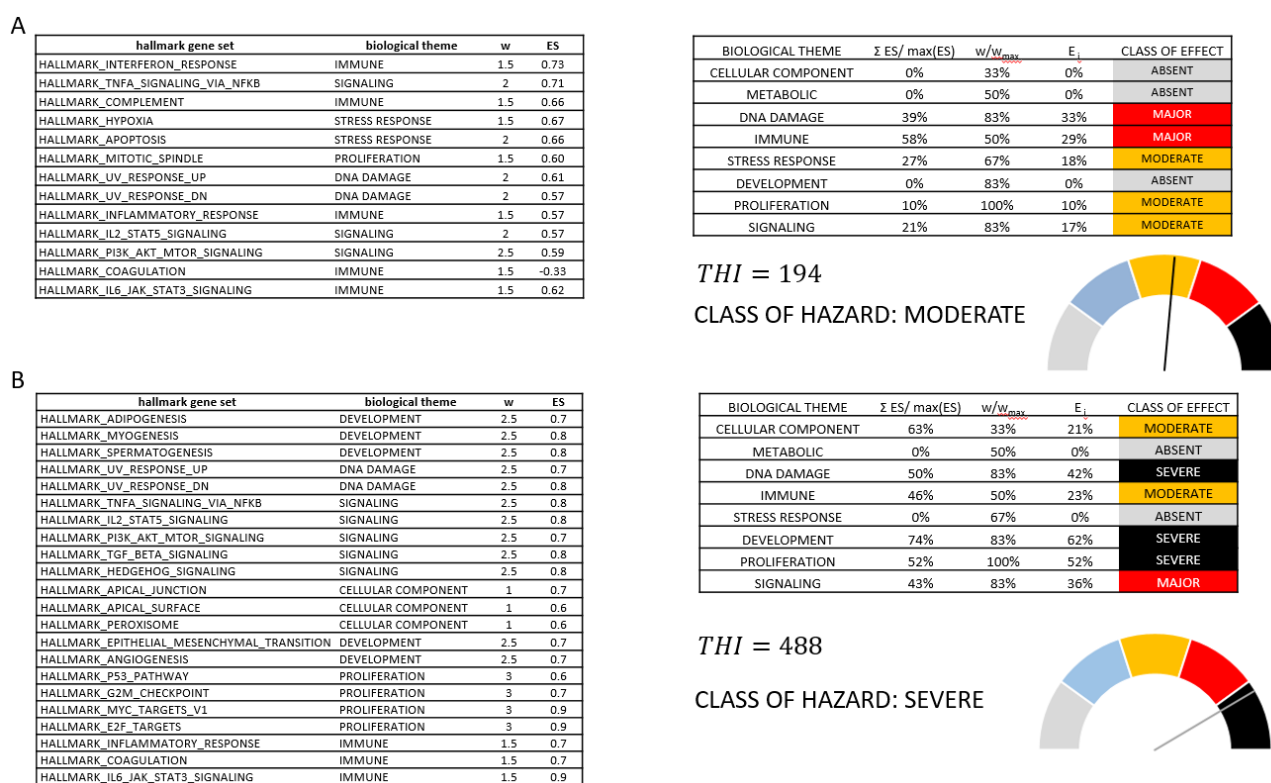 A
hallmark gene set biological theme w ES
HALLMARK_INTERFERON_RESPONSE IMMUNE 1.5 0.73
HALLMARK_TNFA_SIGNALING_VIA_NFKB SIGNALING 2 0.71
HALLMARK_COMPLEMENT IMMUNE 1.5 0.66
HALLMARK_HYPOXIA STRESS RESPONSE 1.5 0.67
HALLMARK_APOPTOSIS STRESS RESPONSE 2 0.66
HALLMARK_MITOTIC_SPINDLE PROLIFERATION 1.5 0.60
HALLMARK_UV_RESPONSE_UP DNA DAMAGE 2 0.61
HALLMARK_UV_RESPONSE_DN DNA DAMAGE 2 0.57
HALLMARK_INFLAMMATORY_RESPONSE IMMUNE 1.5 0.57
HALLMARK_IL2_STAT5_SIGNALING SIGNALING 2 0.57
HALLMARK_PI3K_AKT_MTOR_SIGNALING SIGNALING 2.5 0.59
HALLMARK_COAGULATION IMMUNE 1.5 -0.33
HALLMARK_IL6_JAK_STAT3_SIGNALING IMMUNE 1.5 0.62
BIOLOGICAL THEME Σ ES/ max(ES) w/wmax E i CLASS OF EFFECT
CELLULAR COMPONENT 0% 33% 0% ABSENT
METABOLIC 0% 50% 0% ABSENT
DNA DAMAGE 39% 83% 33% MAJOR
IMMUNE 58% 50% 29% MAJOR
STRESS RESPONSE 27% 67% 18% MODERATE
DEVELOPMENT 0% 83% 0% ABSENT
PROLIFERATION 10% 100% 10% MODERATE
SIGNALING 21% 83% 17% MODERATE
THI = 194
CLASS OF HAZARD: MODERATE
B
hallmark gene set biological theme w ES
HALLMARK_ADIPOGENESIS DEVELOPMENT 2.5 0.7
HALLMARK_MYOGENESIS DEVELOPMENT 2.5 0.8
HALLMARK_SPERMATOGENESIS DEVELOPMENT 2.5 0.8
HALLMARK_UV_RESPONSE_UP DNA DAMAGE 2.5 0.7
HALLMARK_UV_RESPONSE_DN DNA DAMAGE 2.5 0.8
HALLMARK_TNFA_SIGNALING_VIA_NFKB SIGNALING 2.5 0.8
HALLMARK_IL2_STAT5_SIGNALING SIGNALING 2.5 0.8
HALLMARK_PI3K_AKT_MTOR_SIGNALING SIGNALING 2.5 0.7
HALLMARK_TGF_BETA_SIGNALING SIGNALING 2.5 0.8
HALLMARK_HEDGEHOG_SIGNALING SIGNALING 2.5 0.8
HALLMARK_APICAL_JUNCTION CELLULAR COMPONENT 1 0.7
HALLMARK_APICAL_SURFACE CELLULAR COMPONENT 1 0.6
HALLMARK_PEROXISOME CELLULAR COMPONENT 1 0.6
HALLMARK_EPITHELIAL_MESENCHYMAL_TRANSITION DEVELOPMENT 2.5 0.7
HALLMARK_ANGIOGENESIS DEVELOPMENT 2.5 0.7
HALLMARK_P53_PATHWAY PROLIFERATION 3 0.6
HALLMARK_G2M_CHECKPOINT PROLIFERATION 3 0.7
HALLMARK_MYC_TARGETS_V1 PROLIFERATION 3 0.9
HALLMARK_E2F_TARGETS PROLIFERATION 3 0.9
HALLMARK_INFLAMMATORY_RESPONSE IMMUNE 1.5 0.7
HALLMARK_COAGULATION IMMUNE 1.5 0.7
HALLMARK_IL6_JAK_STAT3_SIGNALING IMMUNE 1.5 0.9
BIOLOGICAL THEME Σ ES/ max(ES) w/wmax E i CLASS OF EFFECT
CELLULAR COMPONENT 63% 33% 21% MODERATE
METABOLIC 0% 50% 0% ABSENT
DNA DAMAGE 50% 83% 42% SEVERE
IMMUNE 46% 50% 23% MODERATE
STRESS RESPONSE 0% 67% 0% ABSENT
DEVELOPMENT 74% 83% 62% SEVERE
PROLIFERATION 52% 100% 52% SEVERE
SIGNALING 43% 83% 36% MAJOR
THI = 488
CLASS OF HAZARD: SEVERE